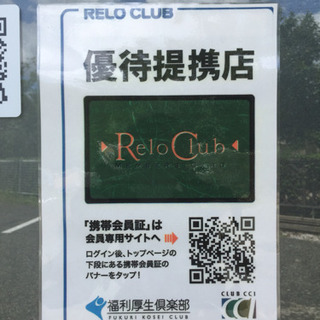 RELO CLUB
優待提携店
Relo Club
「携帯会員証」は
会員専用サイトへ
ログイン後、トップページの
下段にある携帯会員証の
バナーをタップ!
福利厚生倶楽部
FUKURI KOSEI CLUB
CLUB CCI